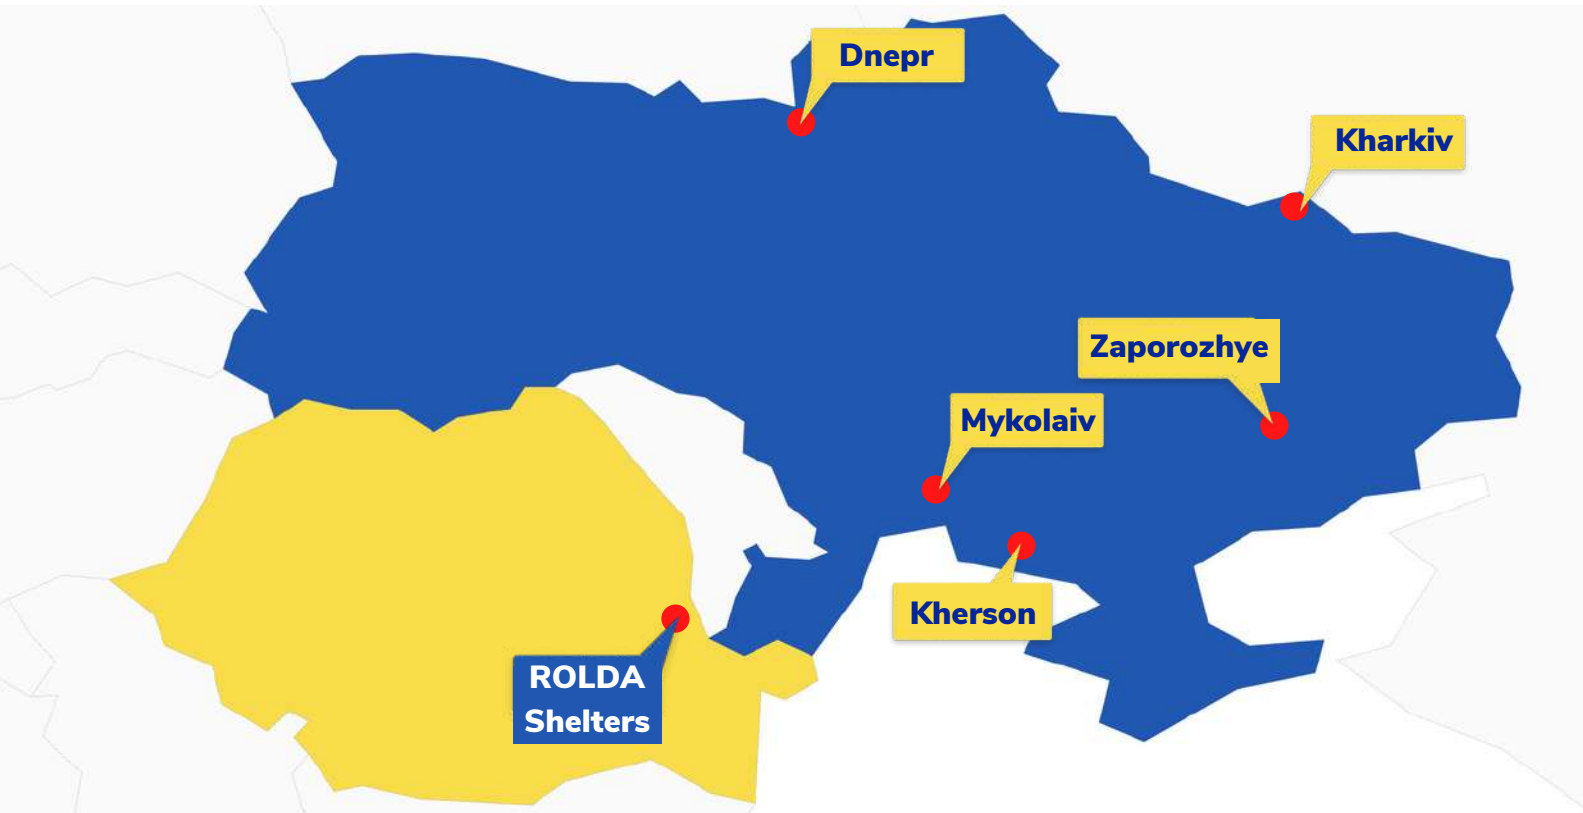 Dnepr
Kharkiv
Zaporozhye
Mykolaiv
Kherson
ROLDA
Shelters